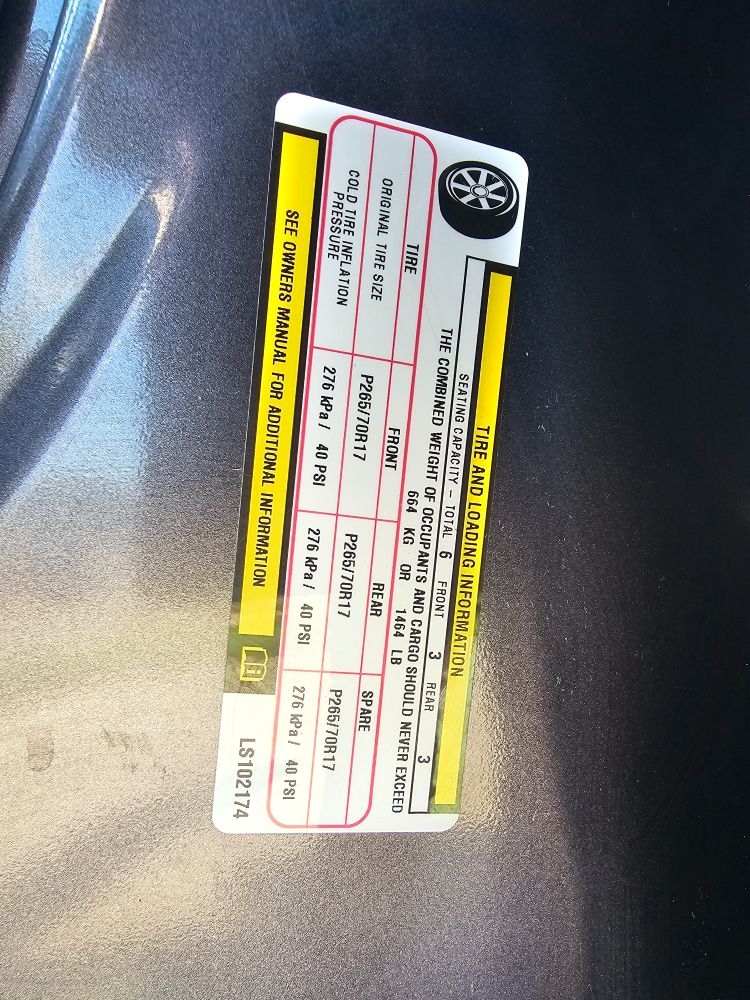 TIRE AND LOADING INFORMATION
SEATING CAPACITY – TOTAL 6 FRONT 3 REAR 3
THE COMBINED WEIGHT OF OCCUPANTS AND CARGO SHOULD NEVER EXCEED
664 KG OR 1464 LB
TIRE FRONT REAR SPARE
ORIGINAL TIRE SIZE P265/70R17 P265/70R17 P265/70R17
COLD TIRE INFLATION PRESSURE 276 kPa / 40 PSI 276 kPa / 40 PSI 276 kPa / 40 PSI
SEE OWNERS MANUAL FOR ADDITIONAL INFORMATION
LS102174